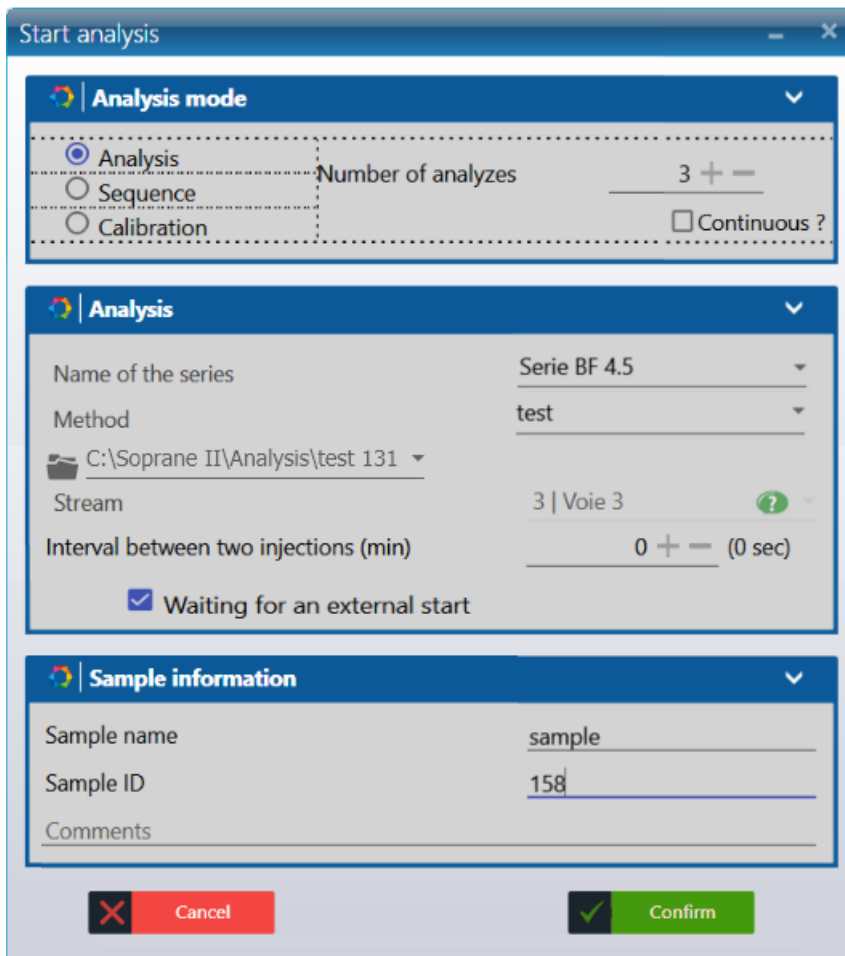 Start analysis
Analysis mode
Analysis
Number of analyzes 3
Sequence
Calibration
Continuous ?
Analysis
Name of the series Serie BF 4.5
Method test
C:\Soprane II\Analysis\test 131
Stream 3 | Voie 3 ?
Interval between two injections (min) 0 (0 sec)
Waiting for an external start
Sample information
Sample name sample
Sample ID 158
Comments
Cancel Confirm